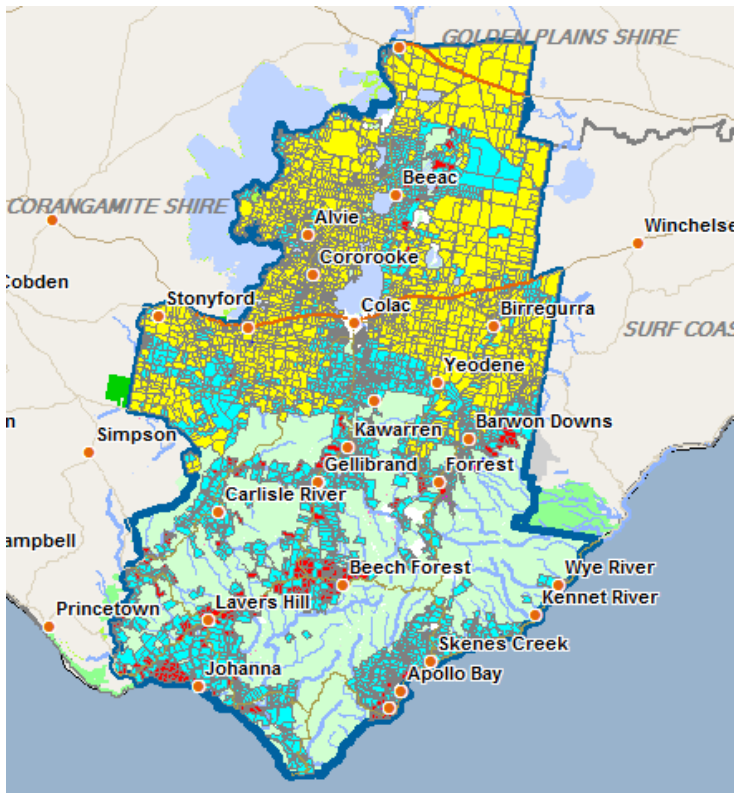 GOLDEN PLAINS SHIRE
Beeac
CORANGAMITE SHIRE
Alvie
Winchelse
Cororooke
Cobden
Stonyford
Colac
Birregurra
SURF COAS
Yeodene
n
Simpson
Kawarren
Barwon Downs
Gellibrand
Forrest
Carlisle River
ampbell
Beech Forest
Wye River
Kennet River
Princetown
Lavers Hill
Skenes Creek
Johanna
Apollo Bay